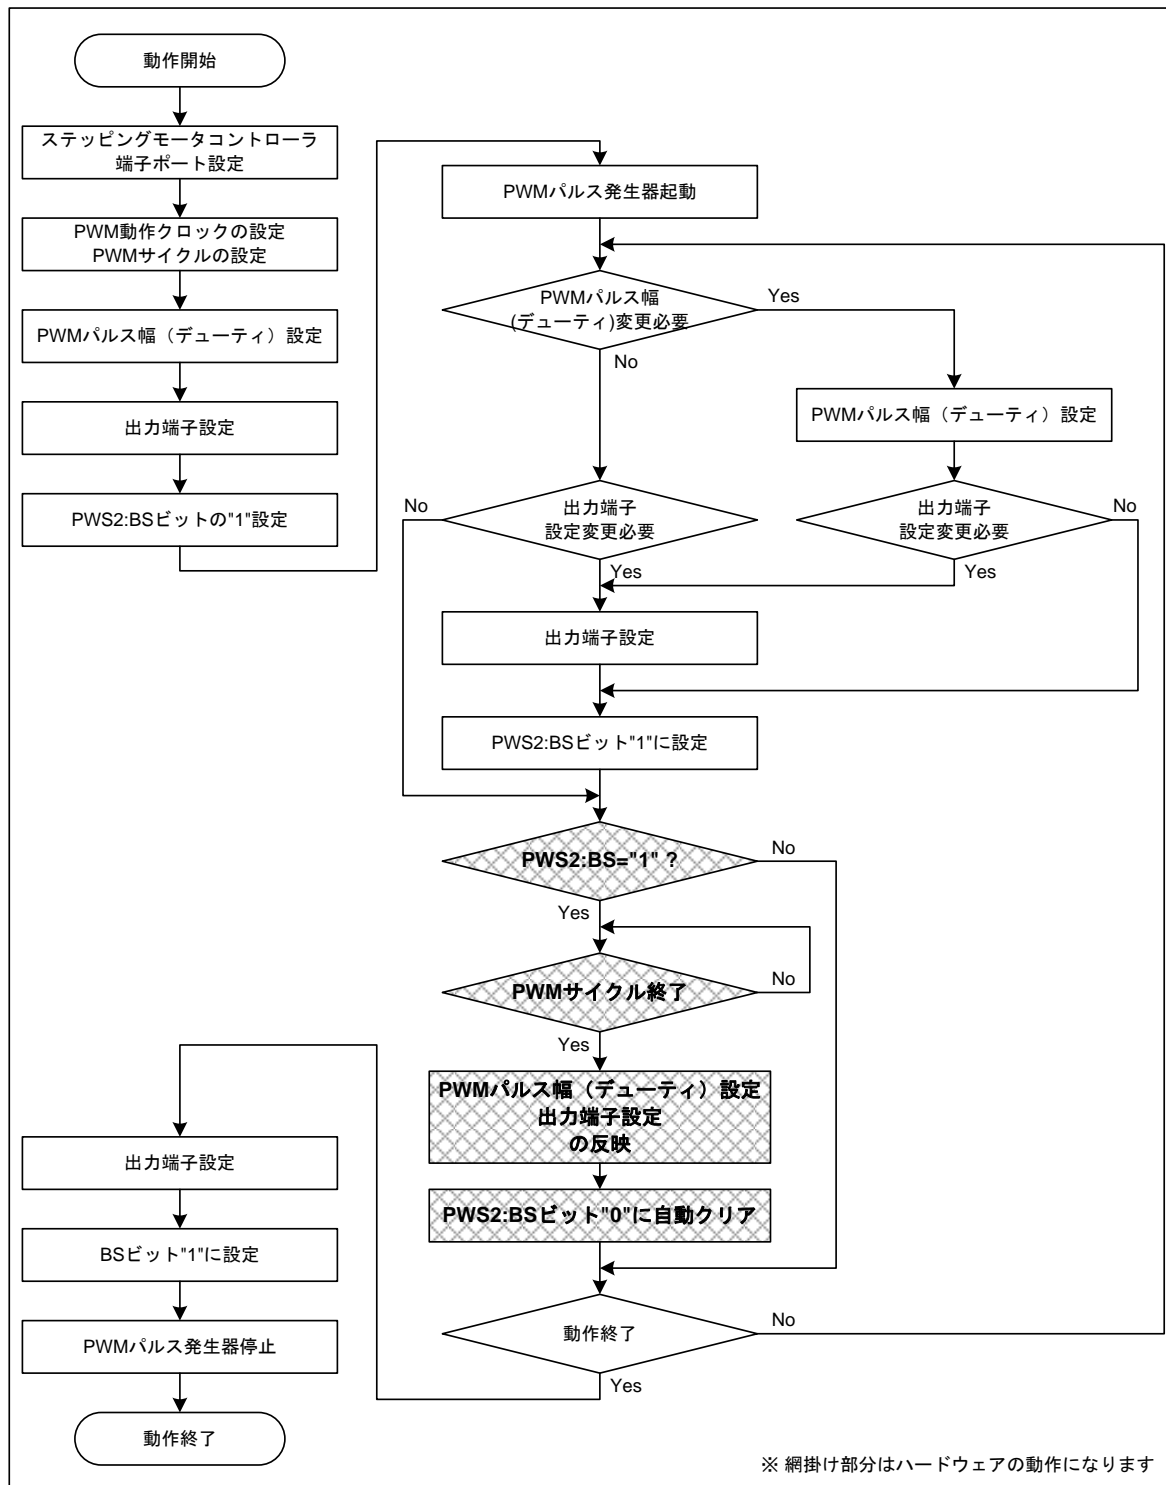 動作開始
ステッピングモータコントローラ
端子ポート設定
PWM動作クロックの設定
PWMサイクルの設定
PWMパルス幅（デューティ）設定
出力端子設定
PWS2:BSビットの"1"設定
PWMパルス発生器起動
PWMパルス幅
(デューティ)変更必要
Yes
No
PWMパルス幅（デューティ）設定
No
出力端子
設定変更必要
Yes
出力端子
設定変更必要
No
Yes
出力端子設定
PWS2:BSビット"1"に設定
PWS2:BS="1" ?
No
Yes
PWMサイクル終了
No
Yes
PWMパルス幅（デューティ）設定
出力端子設定
の反映
PWS2:BSビット"0"に自動クリア
動作終了
No
Yes
出力端子設定
BSビット"1"に設定
PWMパルス発生器停止
動作終了
※ 網掛け部分はハードウェアの動作になります